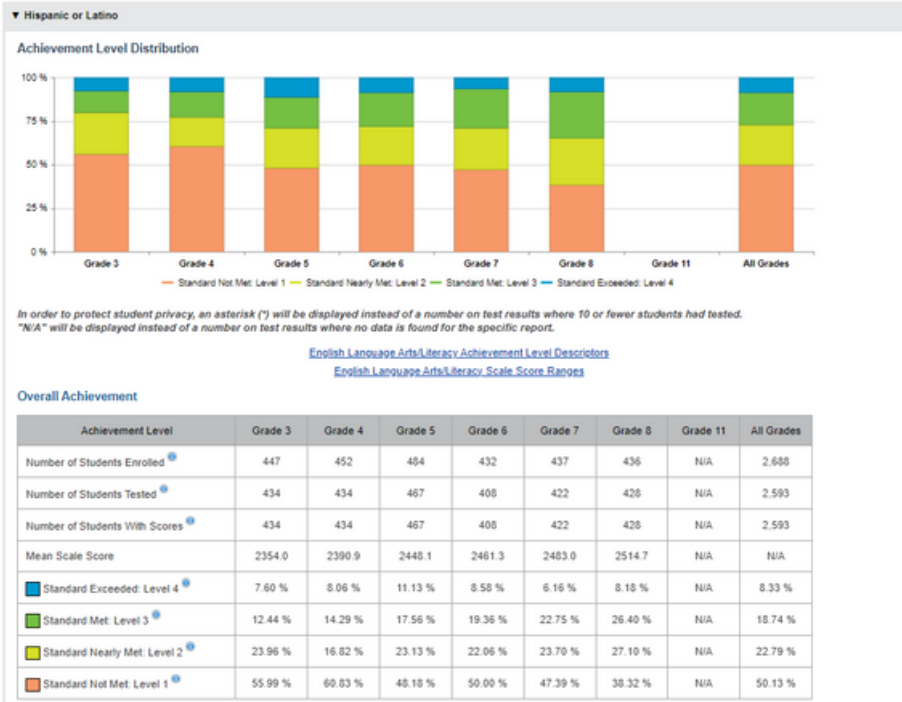 ▼ Hispanic or Latino
Achievement Level Distribution
100 %
75 %
50 %
25 %
0 %
Grade 3 Grade 4 Grade 5 Grade 6 Grade 7 Grade 8 Grade 11 All Grades
Standard Not Met: Level 1 Standard Nearly Met: Level 2 Standard Met: Level 3 Standard Exceeded: Level 4
In order to protect student privacy, an asterisk (*) will be displayed instead of a number on test results where 10 or fewer students had tested.
"N/A" will be displayed instead of a number on test results where no data is found for the specific report.
English Language Arts/Literacy Achievement Level Descriptors
English Language Arts/Literacy Scale Score Ranges
Overall Achievement
Achievement Level Grade 3 Grade 4 Grade 5 Grade 6 Grade 7 Grade 8 Grade 11 All Grades
Number of Students Enrolled 447 452 484 432 437 436 N/A 2,688
Number of Students Tested 434 434 467 408 422 428 N/A 2,593
Number of Students With Scores 434 434 467 408 422 428 N/A 2,593
Mean Scale Score 2354.0 2390.9 2448.1 2461.3 2483.0 2514.7 N/A N/A
Standard Exceeded: Level 4 7.60 % 8.06 % 11.13 % 8.58 % 6.16 % 8.18 % N/A 8.33 %
Standard Met: Level 3 12.44 % 14.29 % 17.56 % 19.36 % 22.75 % 26.40 % N/A 18.74 %
Standard Nearly Met: Level 2 23.96 % 16.82 % 23.13 % 22.06 % 23.70 % 27.10 % N/A 22.79 %
Standard Not Met: Level 1 55.99 % 60.83 % 48.18 % 50.00 % 47.39 % 38.32 % N/A 50.13 %